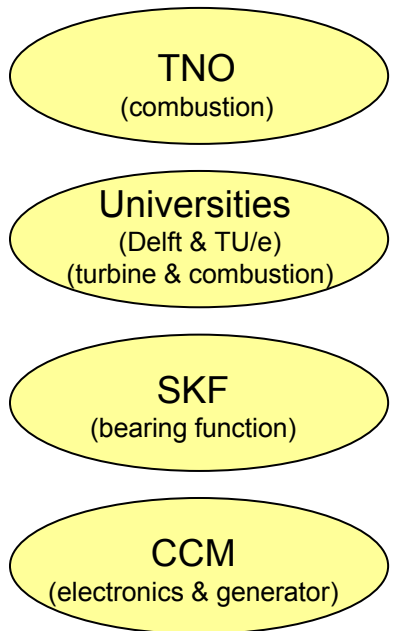 TNO
(combustion)
Universities
(Delft & TU/e)
(turbine & combustion)
SKF
(bearing function)
CCM
(electronics & generator)